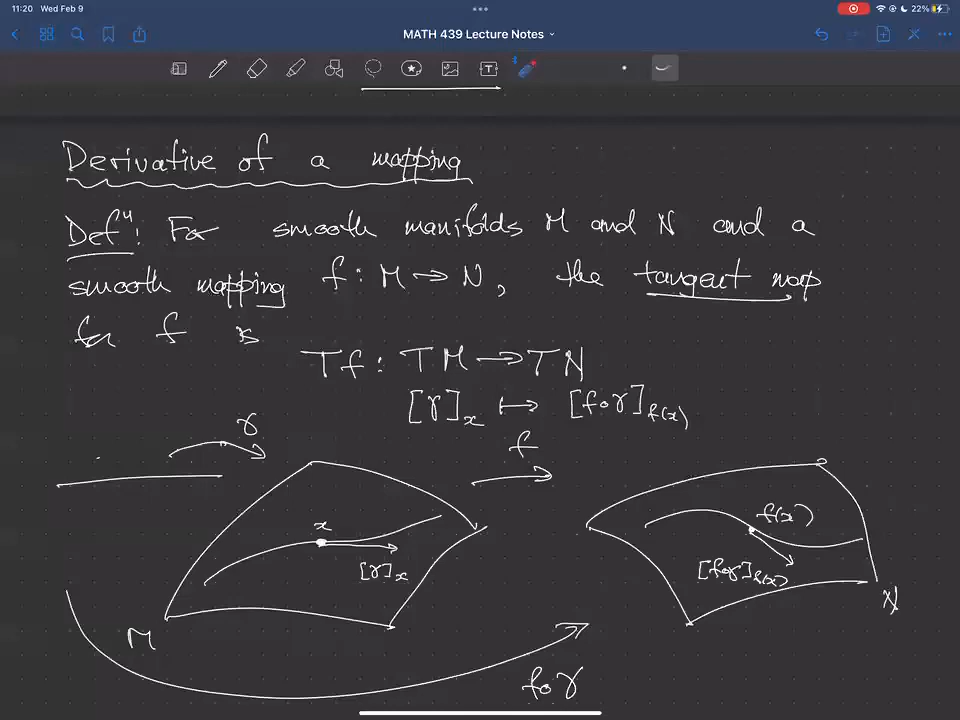 11:20 Wed Feb 9
22%
MATH 439 Lecture Notes
Derivative of a mapping
Defⁿ: For smooth manifolds M and N and a
smooth mapping f: M → N, the tangent map
for f is
Tf: TM → TN
[γ]ₓ ↦ [f∘γ]_{f(x)}
γ
f
x
f(x)
[γ]ₓ
[f∘γ]_{f(x)}
N
M
f∘γ